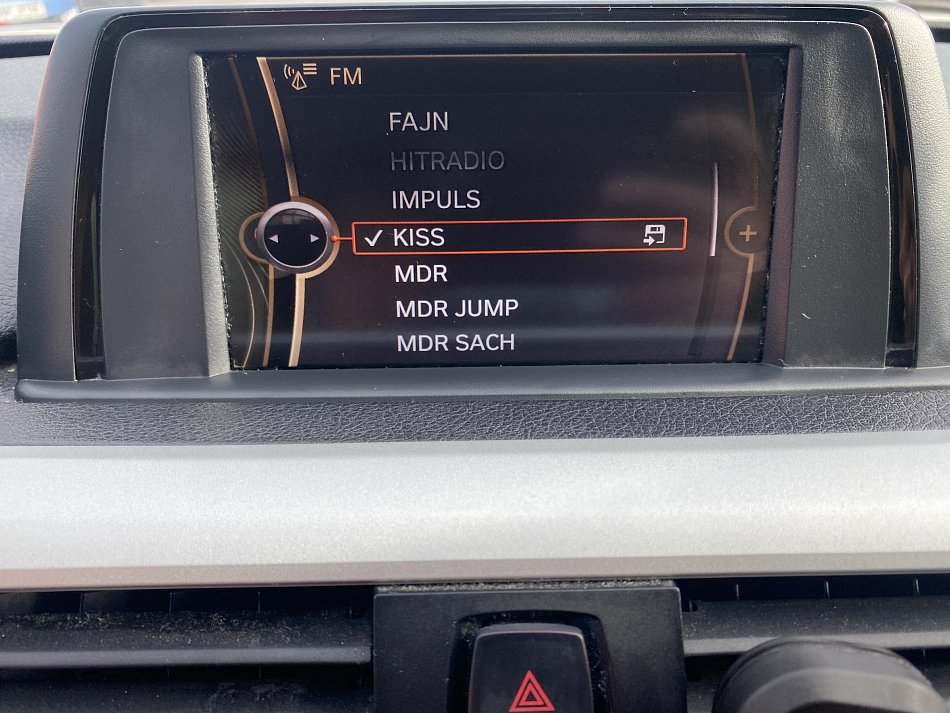 FM
FAJN
HITRADIO
IMPULS
KISS
MDR
MDR JUMP
MDR SACH